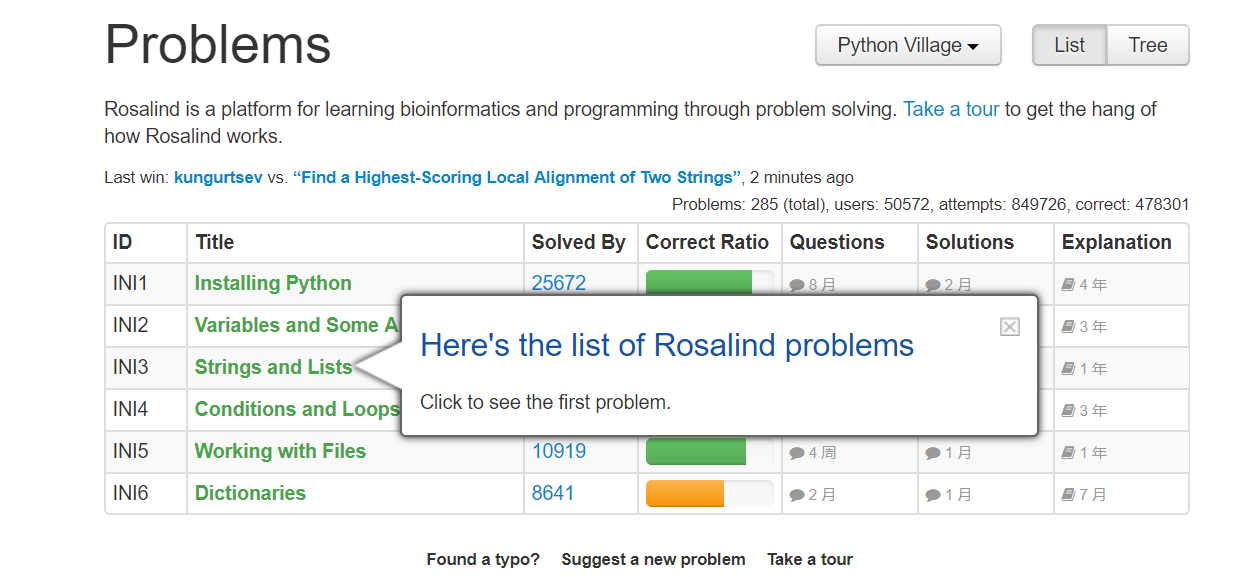 Problems
Python Village
List Tree
Rosalind is a platform for learning bioinformatics and programming through problem solving. Take a tour to get the hang of
how Rosalind works.
Last win: kungurtsev vs. “Find a Highest-Scoring Local Alignment of Two Strings”, 2 minutes ago
Problems: 285 (total), users: 50572, attempts: 849726, correct: 478301
ID Title Solved By Correct Ratio Questions Solutions Explanation
INI1 Installing Python 25672 8 月 2 月 4 年
INI2 Variables and Some A 3 年
Here's the list of Rosalind problems
INI3 Strings and Lists 1 年
Click to see the first problem.
INI4 Conditions and Loops 3 年
INI5 Working with Files 10919 4 周 1 月 1 年
INI6 Dictionaries 8641 2 月 1 月 7 月
Found a typo? Suggest a new problem Take a tour